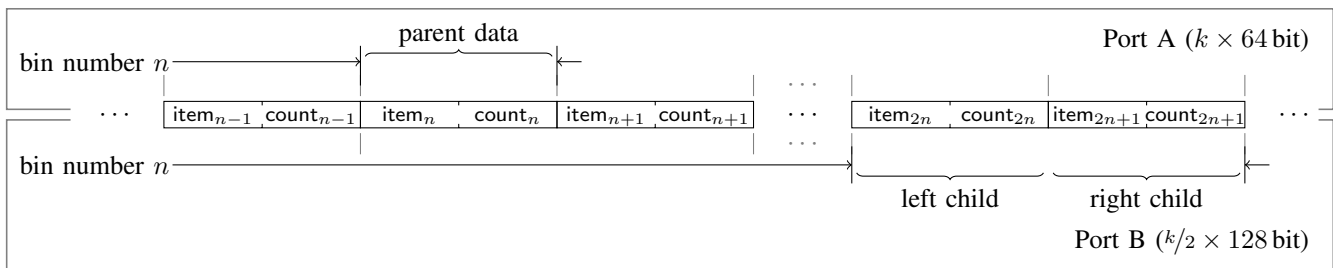 parent data
Port A (k × 64 bit)
bin number n
· · ·
· · · item_{n−1} count_{n−1} item_n count_n item_{n+1} count_{n+1} · · · item_{2n} count_{2n} item_{2n+1} count_{2n+1} · · ·
· · ·
bin number n
left child right child
Port B (k/2 × 128 bit)